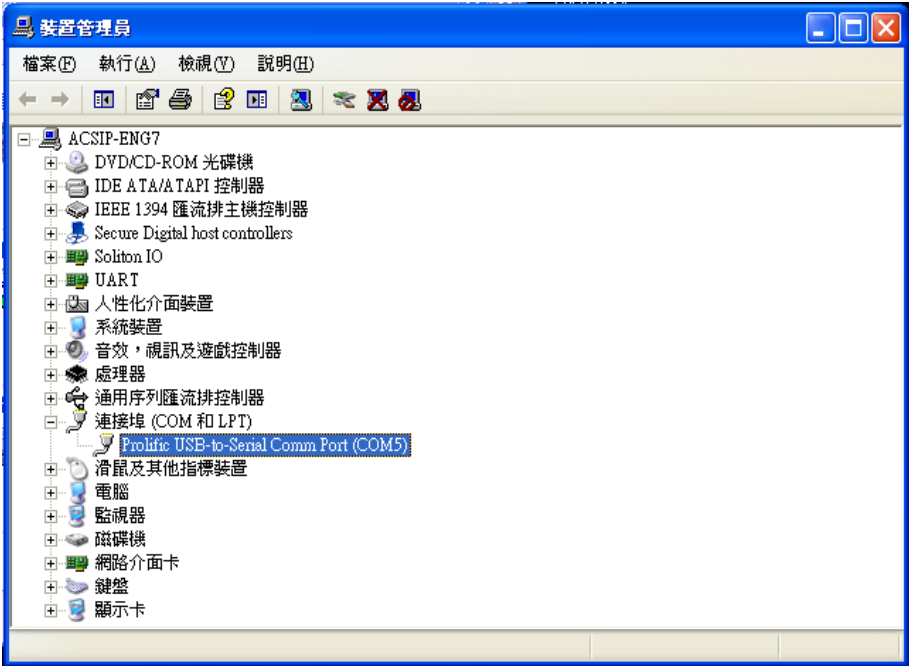 裝置管理員
檔案(F) 執行(A) 檢視(V) 說明(H)
ACSIP-ENG7
DVD/CD-ROM 光碟機
IDE ATA/ATAPI 控制器
IEEE 1394 匯流排主機控制器
Secure Digital host controllers
Soliton IO
UART
人性化介面裝置
系統裝置
音效，視訊及遊戲控制器
處理器
通用序列匯流排控制器
連接埠 (COM 和 LPT)
Prolific USB-to-Serial Comm Port (COM5)
滑鼠及其他指標裝置
電腦
監視器
磁碟機
網路介面卡
鍵盤
顯示卡